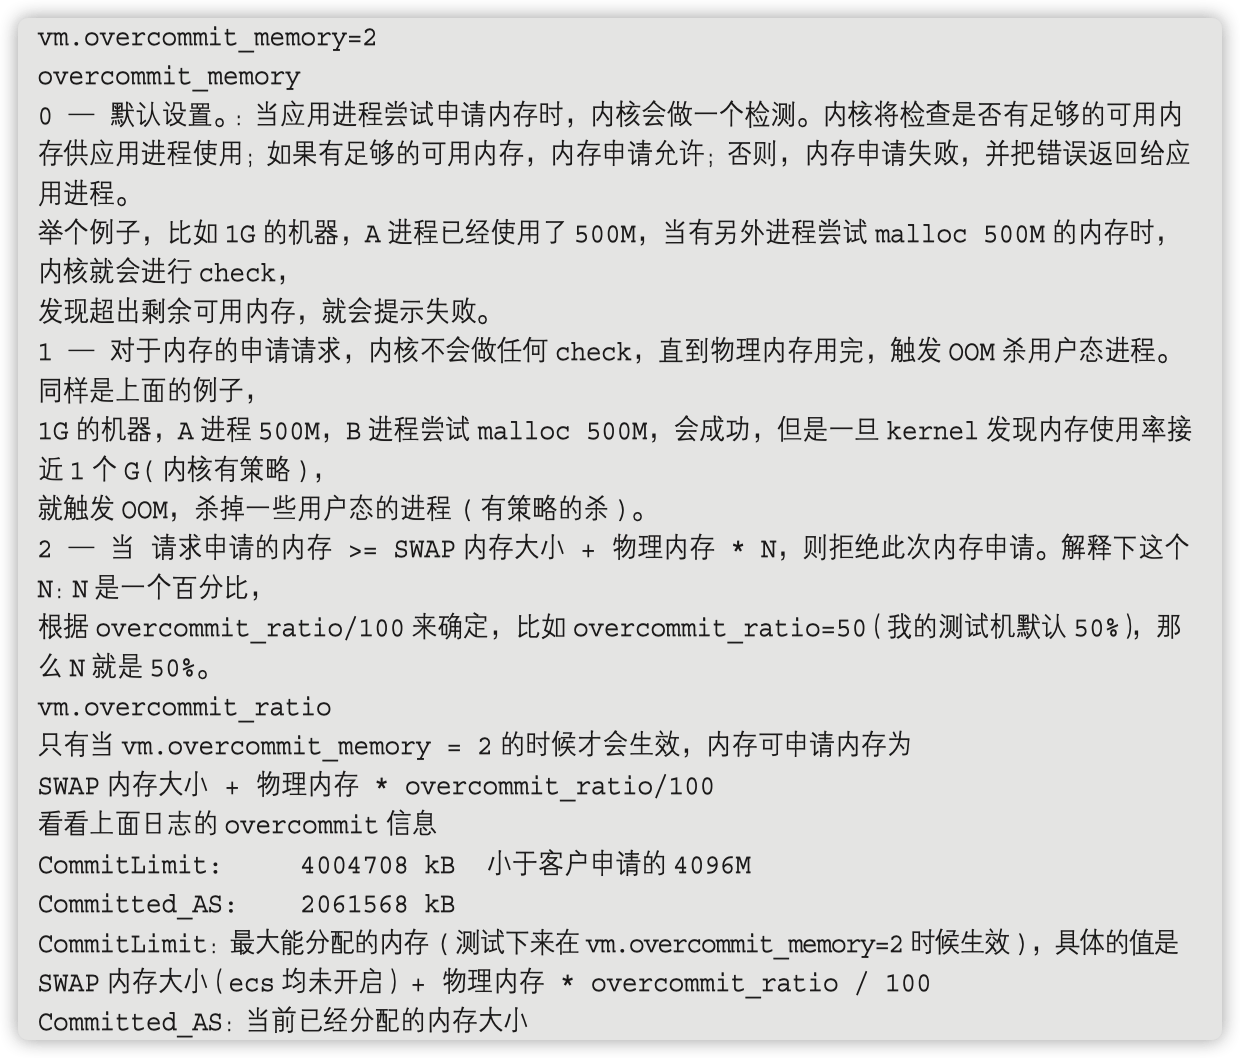 vm.overcommit_memory=2
overcommit_memory
0 — 默认设置。: 当应用进程尝试申请内存时，内核会做一个检测。内核将检查是否有足够的可用内
存供应用进程使用; 如果有足够的可用内存，内存申请允许; 否则，内存申请失败，并把错误返回给应
用进程。
举个例子，比如 1G 的机器，A 进程已经使用了 500M，当有另外进程尝试 malloc 500M 的内存时，
内核就会进行 check，
发现超出剩余可用内存，就会提示失败。
1 — 对于内存的申请请求，内核不会做任何 check，直到物理内存用完，触发 OOM 杀用户态进程。
同样是上面的例子，
1G 的机器，A 进程 500M，B 进程尝试 malloc 500M，会成功，但是一旦 kernel 发现内存使用率接
近 1 个 G( 内核有策略 )，
就触发 OOM，杀掉一些用户态的进程 ( 有策略的杀 )。
2 — 当 请求申请的内存 >= SWAP 内存大小 + 物理内存 * N，则拒绝此次内存申请。解释下这个
N: N 是一个百分比，
根据 overcommit_ratio/100 来确定，比如 overcommit_ratio=50 ( 我的测试机默认 50% )，那
么 N 就是 50%。
vm.overcommit_ratio
只有当 vm.overcommit_memory = 2 的时候才会生效，内存可申请内存为
SWAP 内存大小 + 物理内存 * overcommit_ratio/100
看看上面日志的 overcommit 信息
CommitLimit: 4004708 kB 小于客户申请的 4096M
Committed_AS: 2061568 kB
CommitLimit: 最大能分配的内存 ( 测试下来在 vm.overcommit_memory=2 时候生效 )，具体的值是
SWAP 内存大小 ( ecs 均未开启 ) + 物理内存 * overcommit_ratio / 100
Committed_AS: 当前已经分配的内存大小